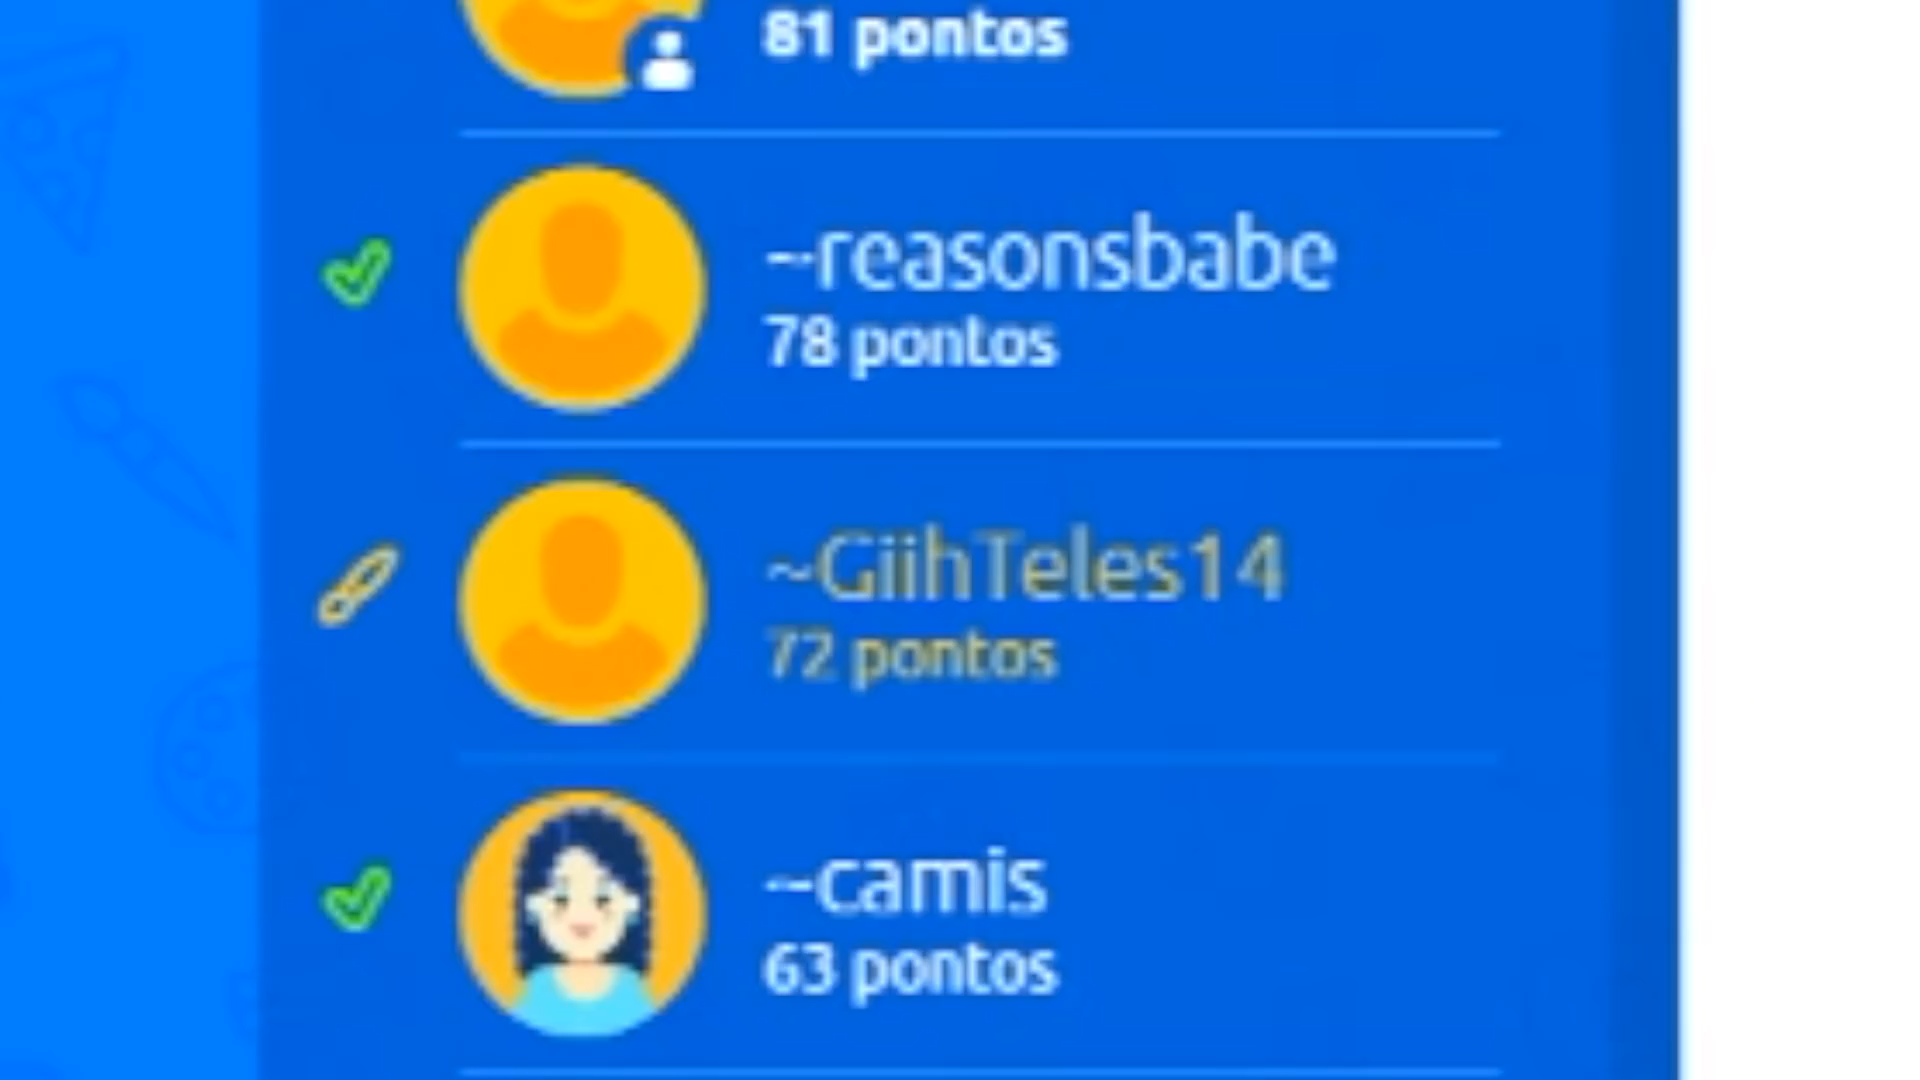 81 pontos
~reasonsbabe
78 pontos
~GiihTeles14
72 pontos
~camis
63 pontos